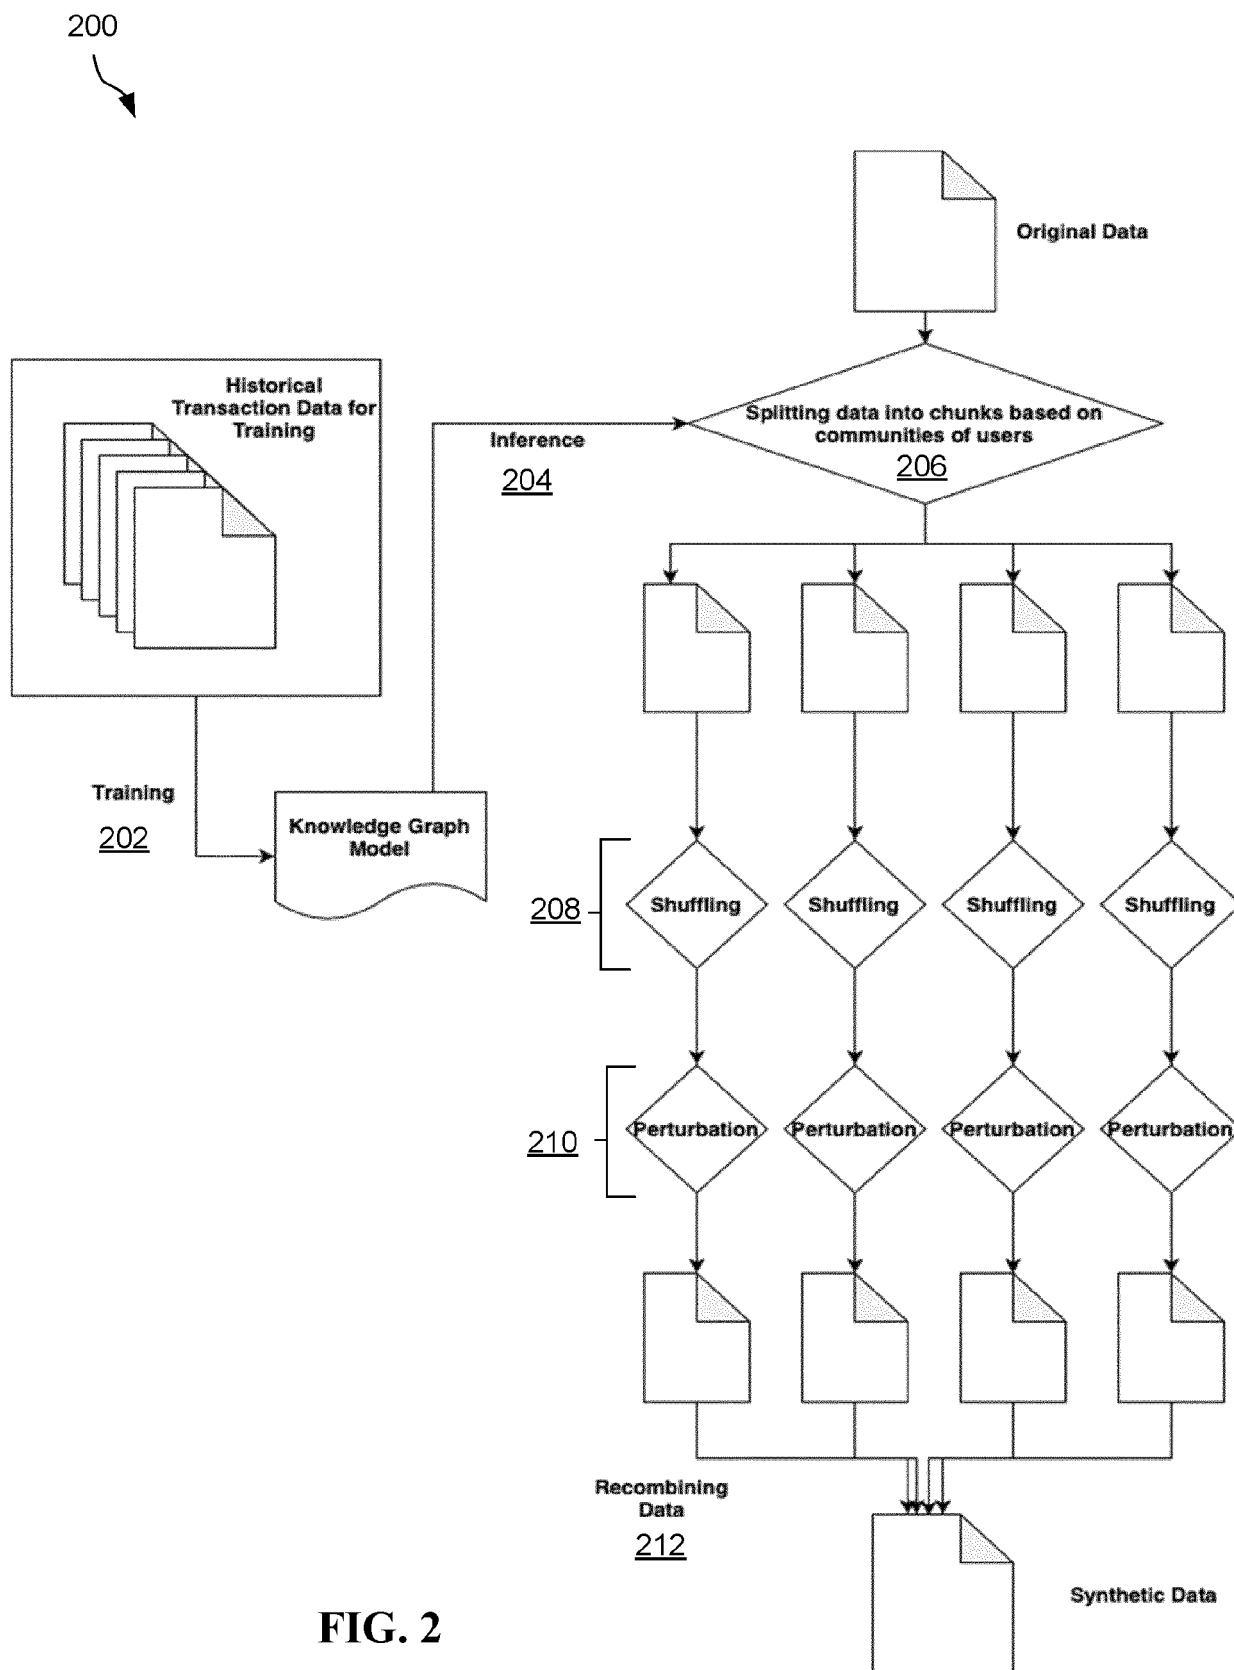 200
Original Data
Historical
Transaction Data for
Training
Splitting data into chunks based on
communities of users
206
Inference
204
Training
202
Knowledge Graph
Model
208
Shuffling
Shuffling
Shuffling
Shuffling
210
Perturbation
Perturbation
Perturbation
Perturbation
Recombining
Data
212
Synthetic Data
FIG. 2